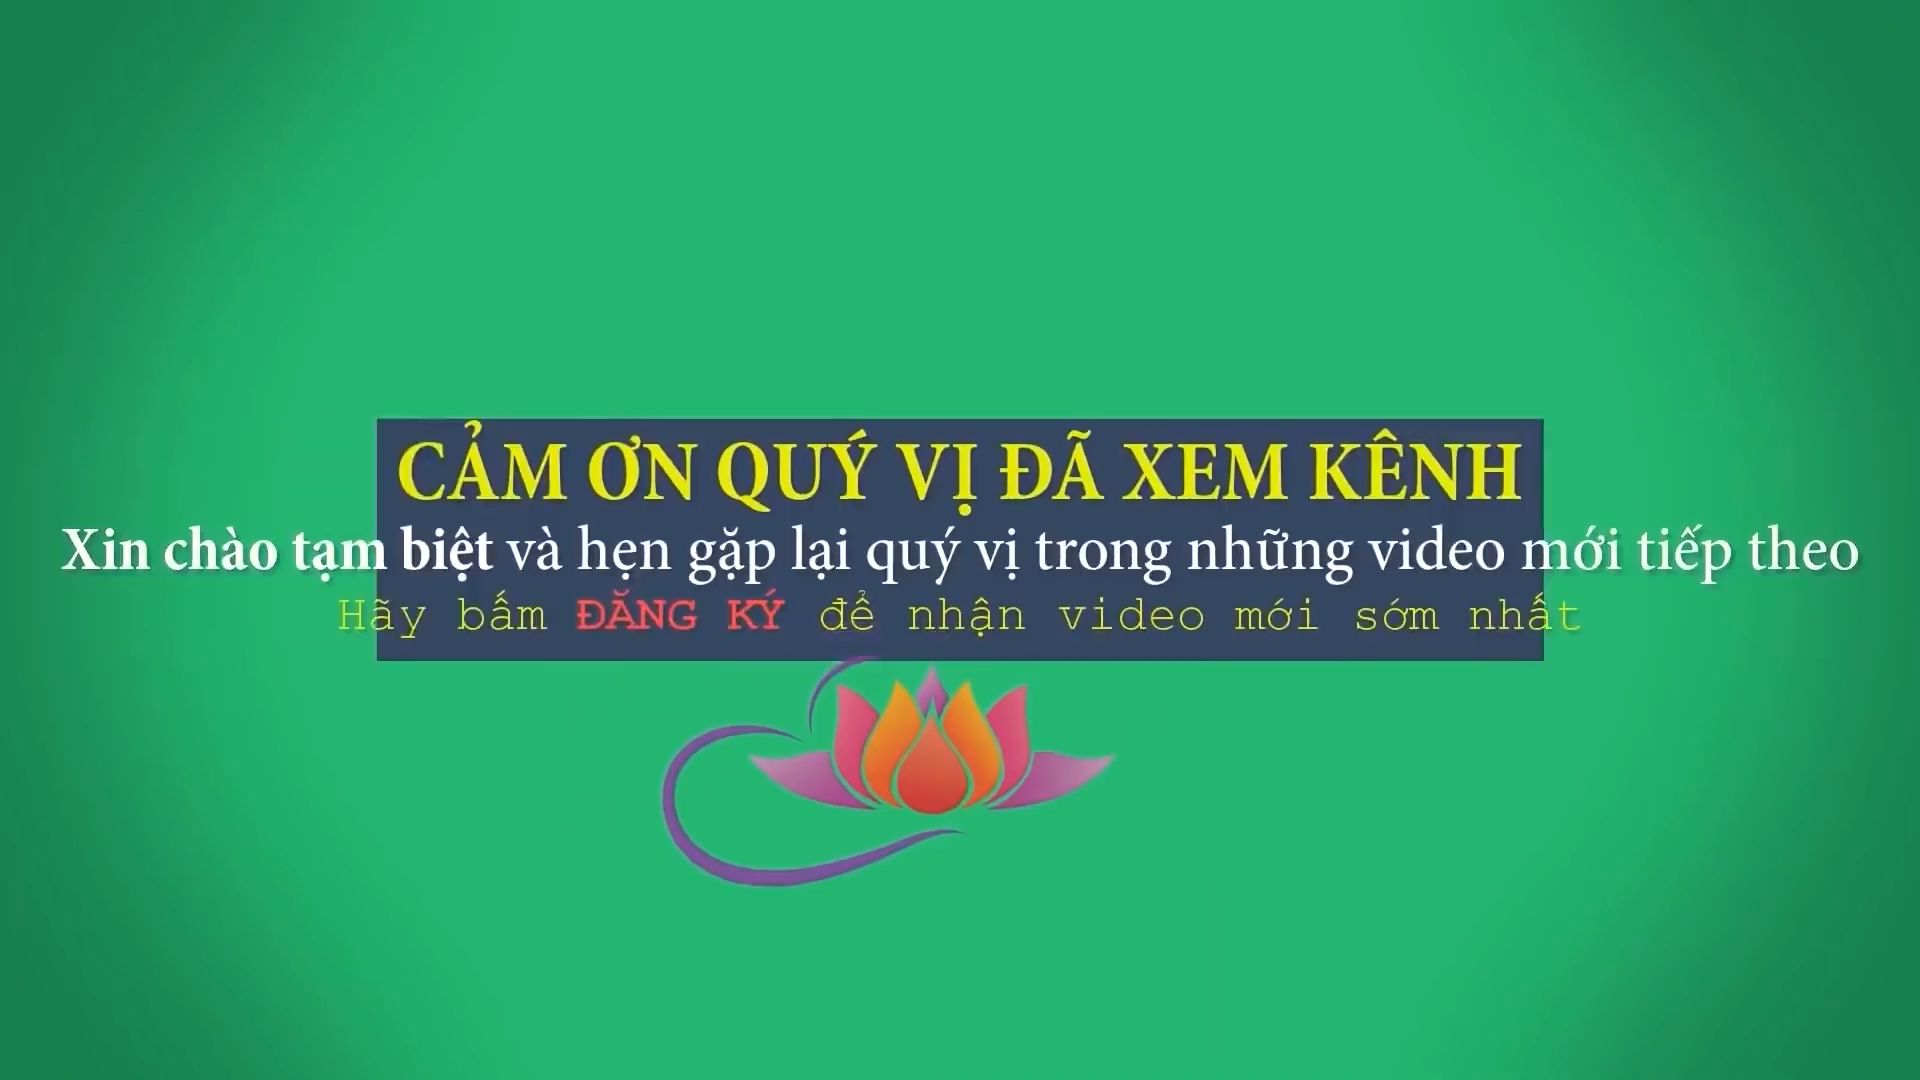 CẢM ƠN QUÝ VỊ ĐÃ XEM KÊNH
Xin chào tạm biệt và hẹn gặp lại quý vị trong những video mới tiếp theo
Hãy bấm ĐĂNG KÝ để nhận video mới sớm nhất